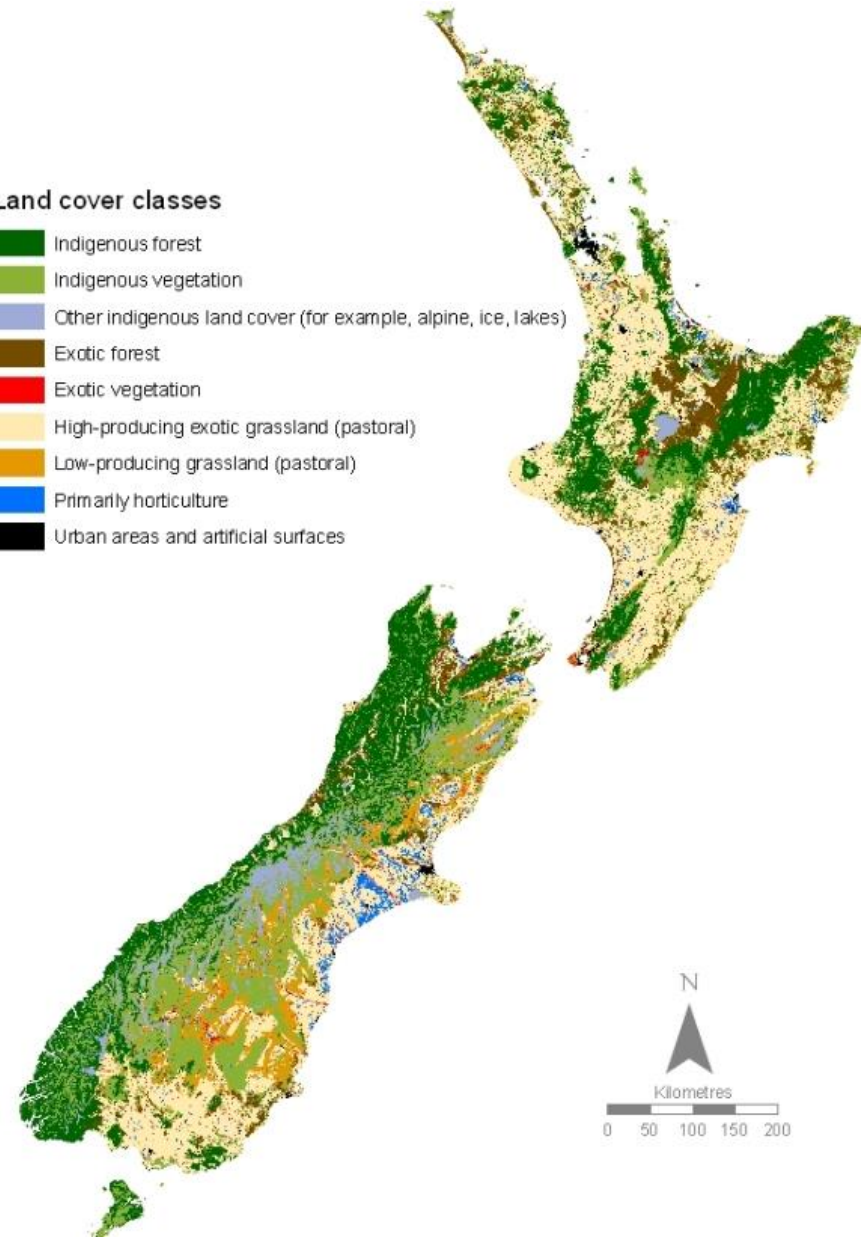 Land cover classes
Indigenous forest
Indigenous vegetation
Other indigenous land cover (for example, alpine, ice, lakes)
Exotic forest
Exotic vegetation
High-producing exotic grassland (pastoral)
Low-producing grassland (pastoral)
Primarily horticulture
Urban areas and artificial surfaces
N
Kilometres
0 50 100 150 200